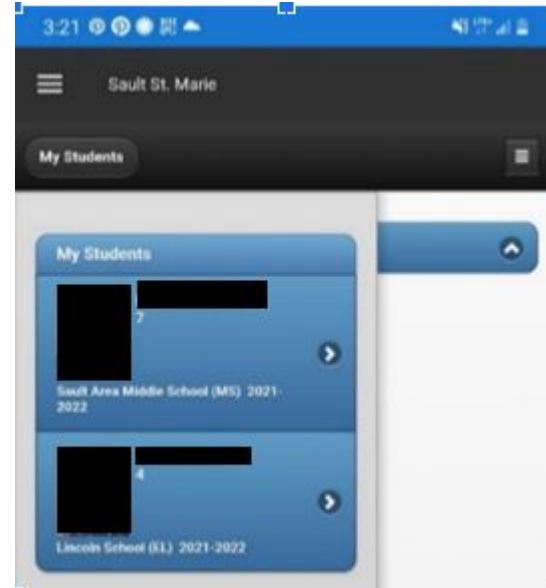 3:21
Sault St. Marie
My Students
My Students
7
Sault Area Middle School (MS) 2021-
2022
4
Lincoln School (EL) 2021-2022